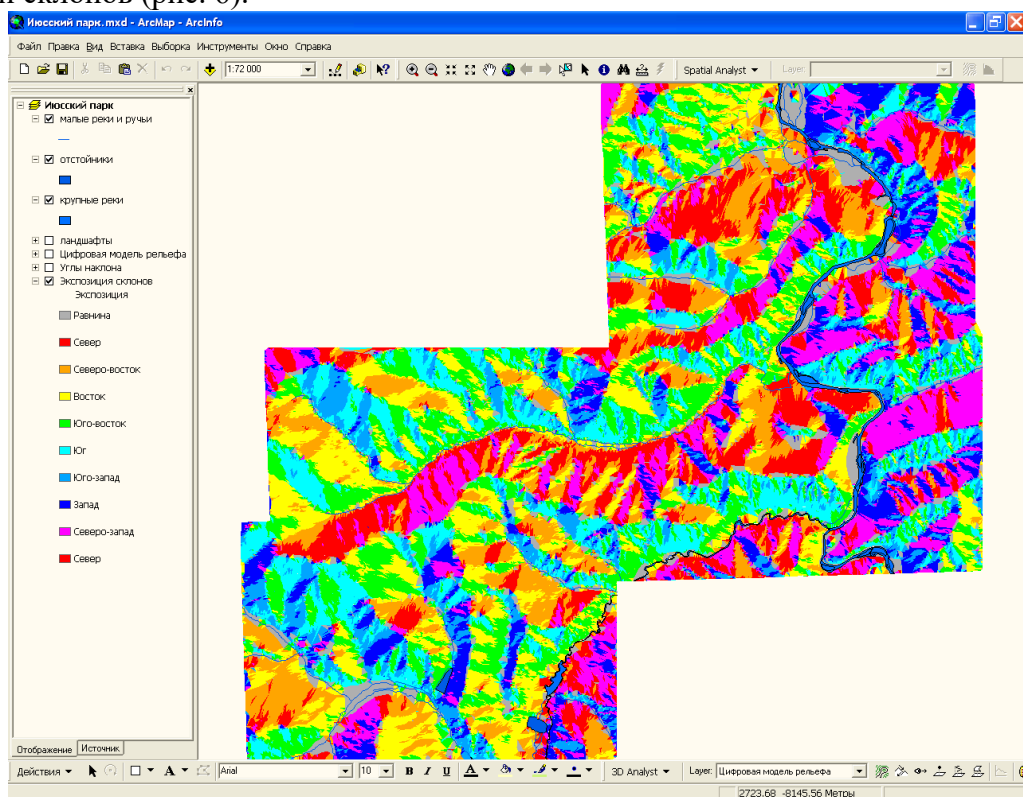 и склонов (рис. 6).
Июсский парк.mxd - ArcMap - ArcInfo
Файл Правка Вид Вставка Выборка Инструменты Окно Справка
1:72 000
Spatial Analyst
Layer:
Июсский парк
малые реки и ручьи
отстойники
крупные реки
ландшафты
Цифровая модель рельефа
Углы наклона
Экспозиция склонов
Экспозиция
Равнина
Север
Северо-восток
Восток
Юго-восток
Юг
Юго-запад
Запад
Северо-запад
Север
Отображение Источник
Действия A Arial 10 B I U A 3D Analyst Layer: Цифровая модель рельефа
2723.68 -8145.56 Метры